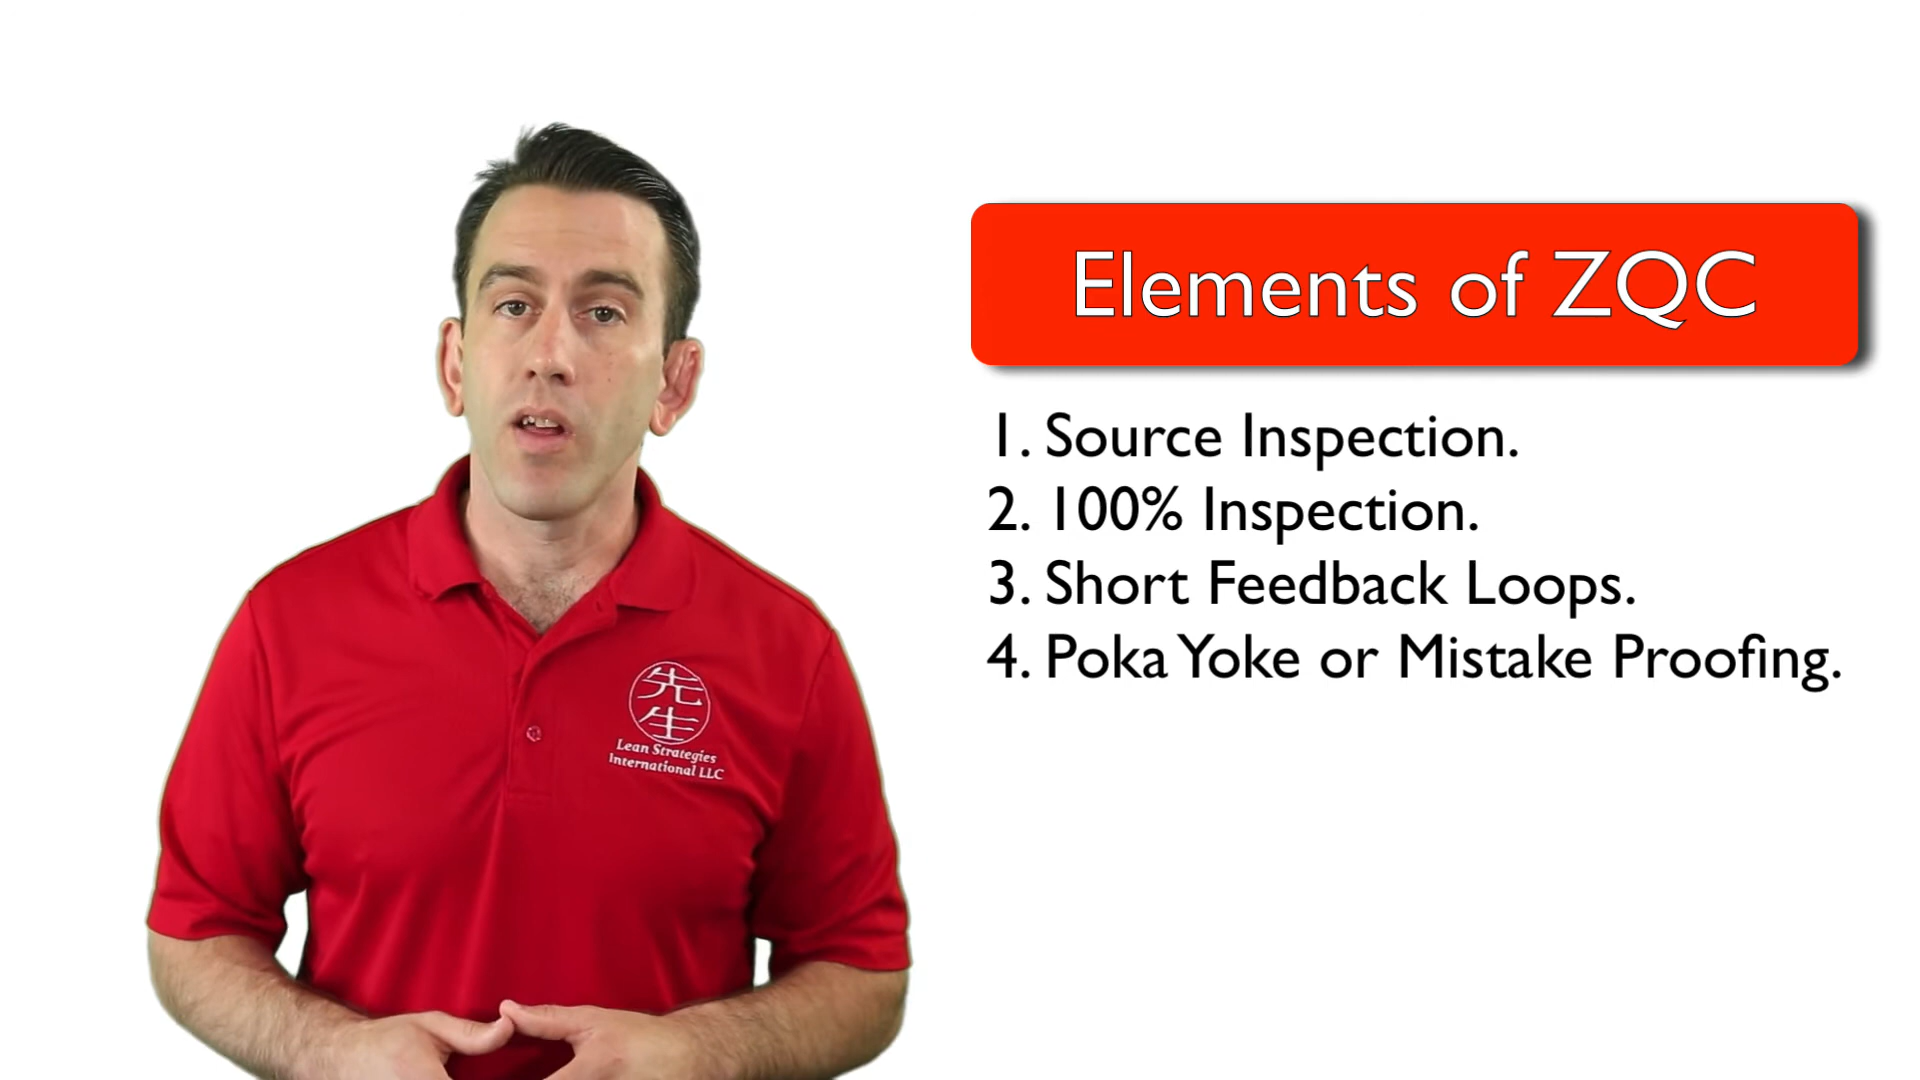 Elements of ZQC
1. Source Inspection.
2. 100% Inspection.
3. Short Feedback Loops.
4. Poka Yoke or Mistake Proofing.
先
生
Lean Strategies
International LLC